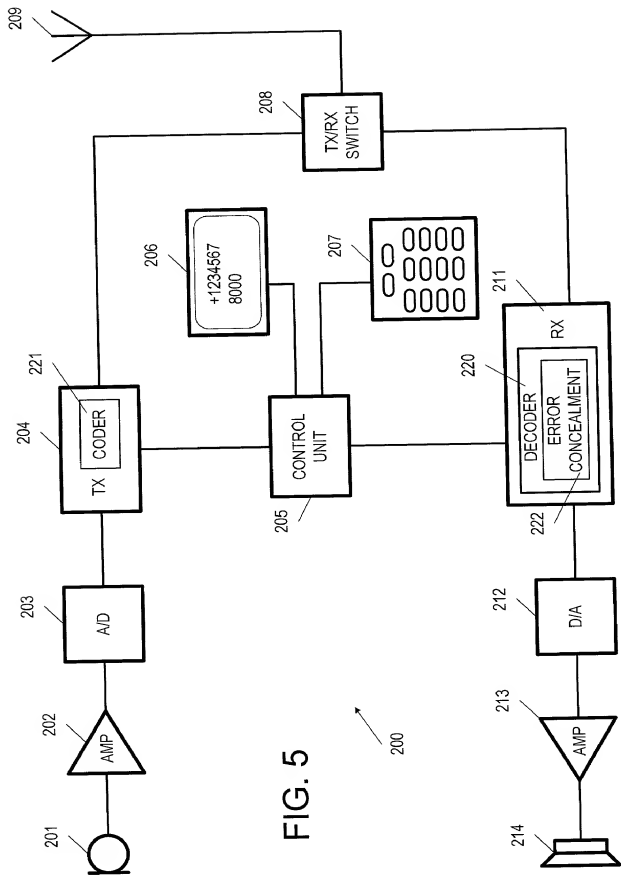 209
208
TX/RX
SWITCH
206
+1234567
8000
207
211
RX
220
DECODER
ERROR
CONCEALMENT
222
221
204
TX
CODER
CONTROL
UNIT
205
203
A/D
212
D/A
202
AMP
213
AMP
201
214
200
FIG. 5